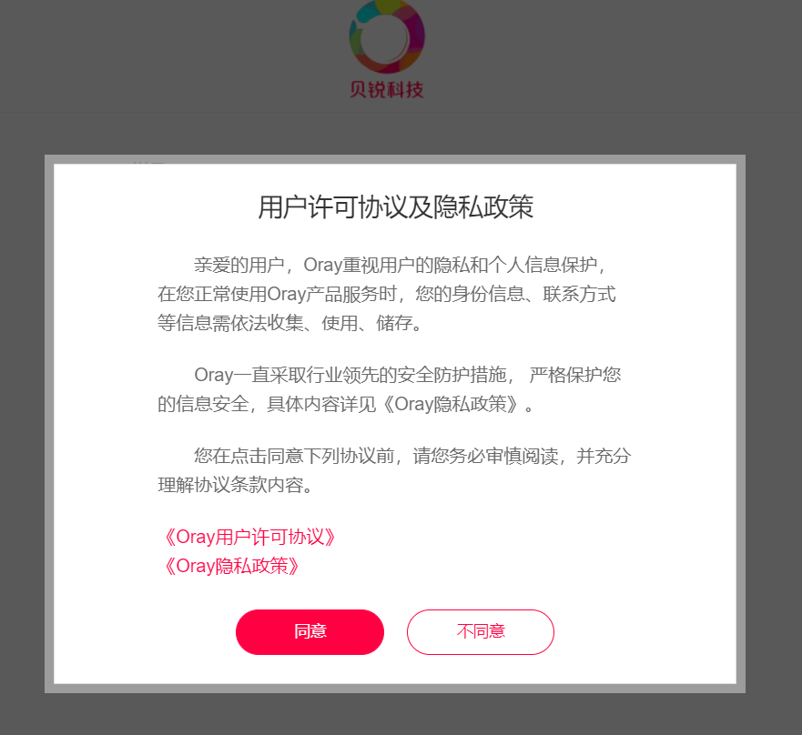 贝锐科技
用户许可协议及隐私政策
亲爱的用户，Oray重视用户的隐私和个人信息保护，
在您正常使用Oray产品服务时，您的身份信息、联系方式
等信息需依法收集、使用、储存。
Oray一直采取行业领先的安全防护措施， 严格保护您
的信息安全，具体内容详见《Oray隐私政策》。
您在点击同意下列协议前，请您务必审慎阅读，并充分
理解协议条款内容。
《Oray用户许可协议》
《Oray隐私政策》
同意
不同意